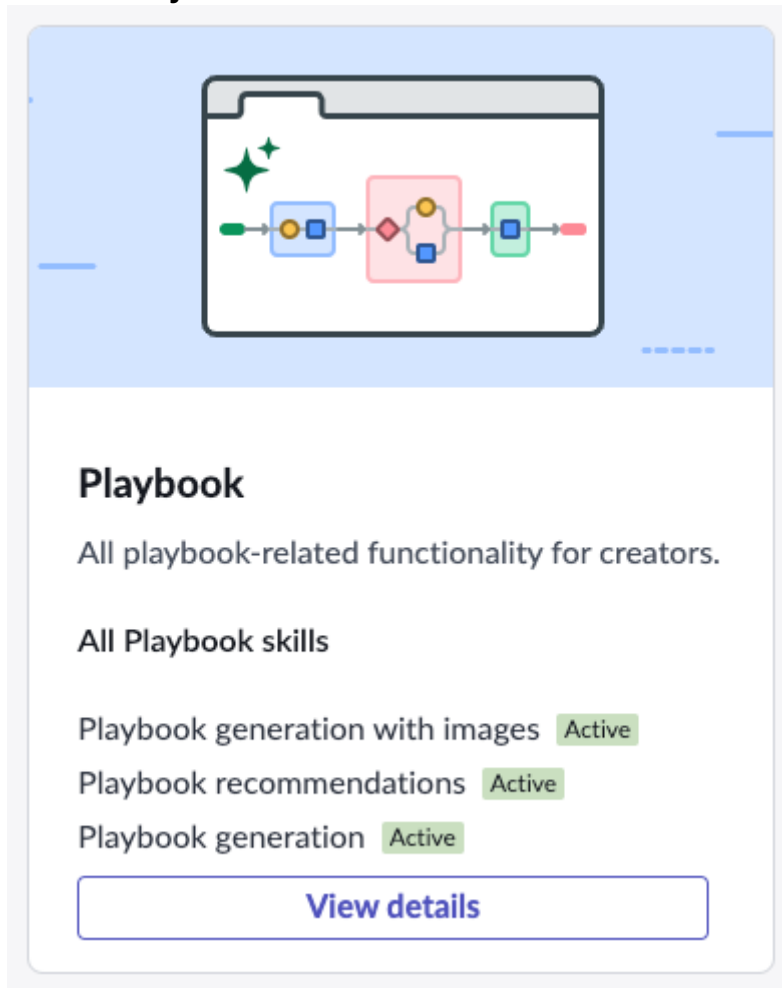 Playbook
All playbook-related functionality for creators.
All Playbook skills
Playbook generation with images Active
Playbook recommendations Active
Playbook generation Active
View details